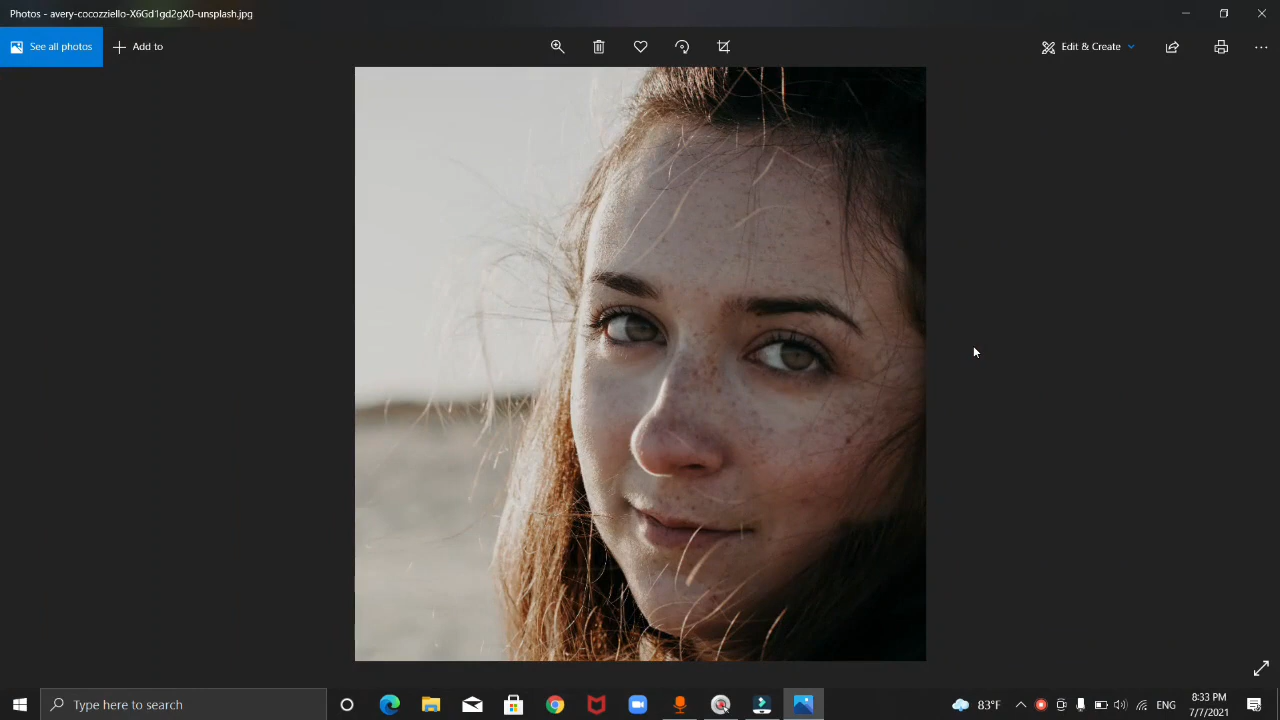 Photos - avery-cocozziello-X6Gd1gd2gX0-unsplash.jpg
See all photos
Add to
Edit & Create
Type here to search
83°F
ENG
8:33 PM
7/7/2021